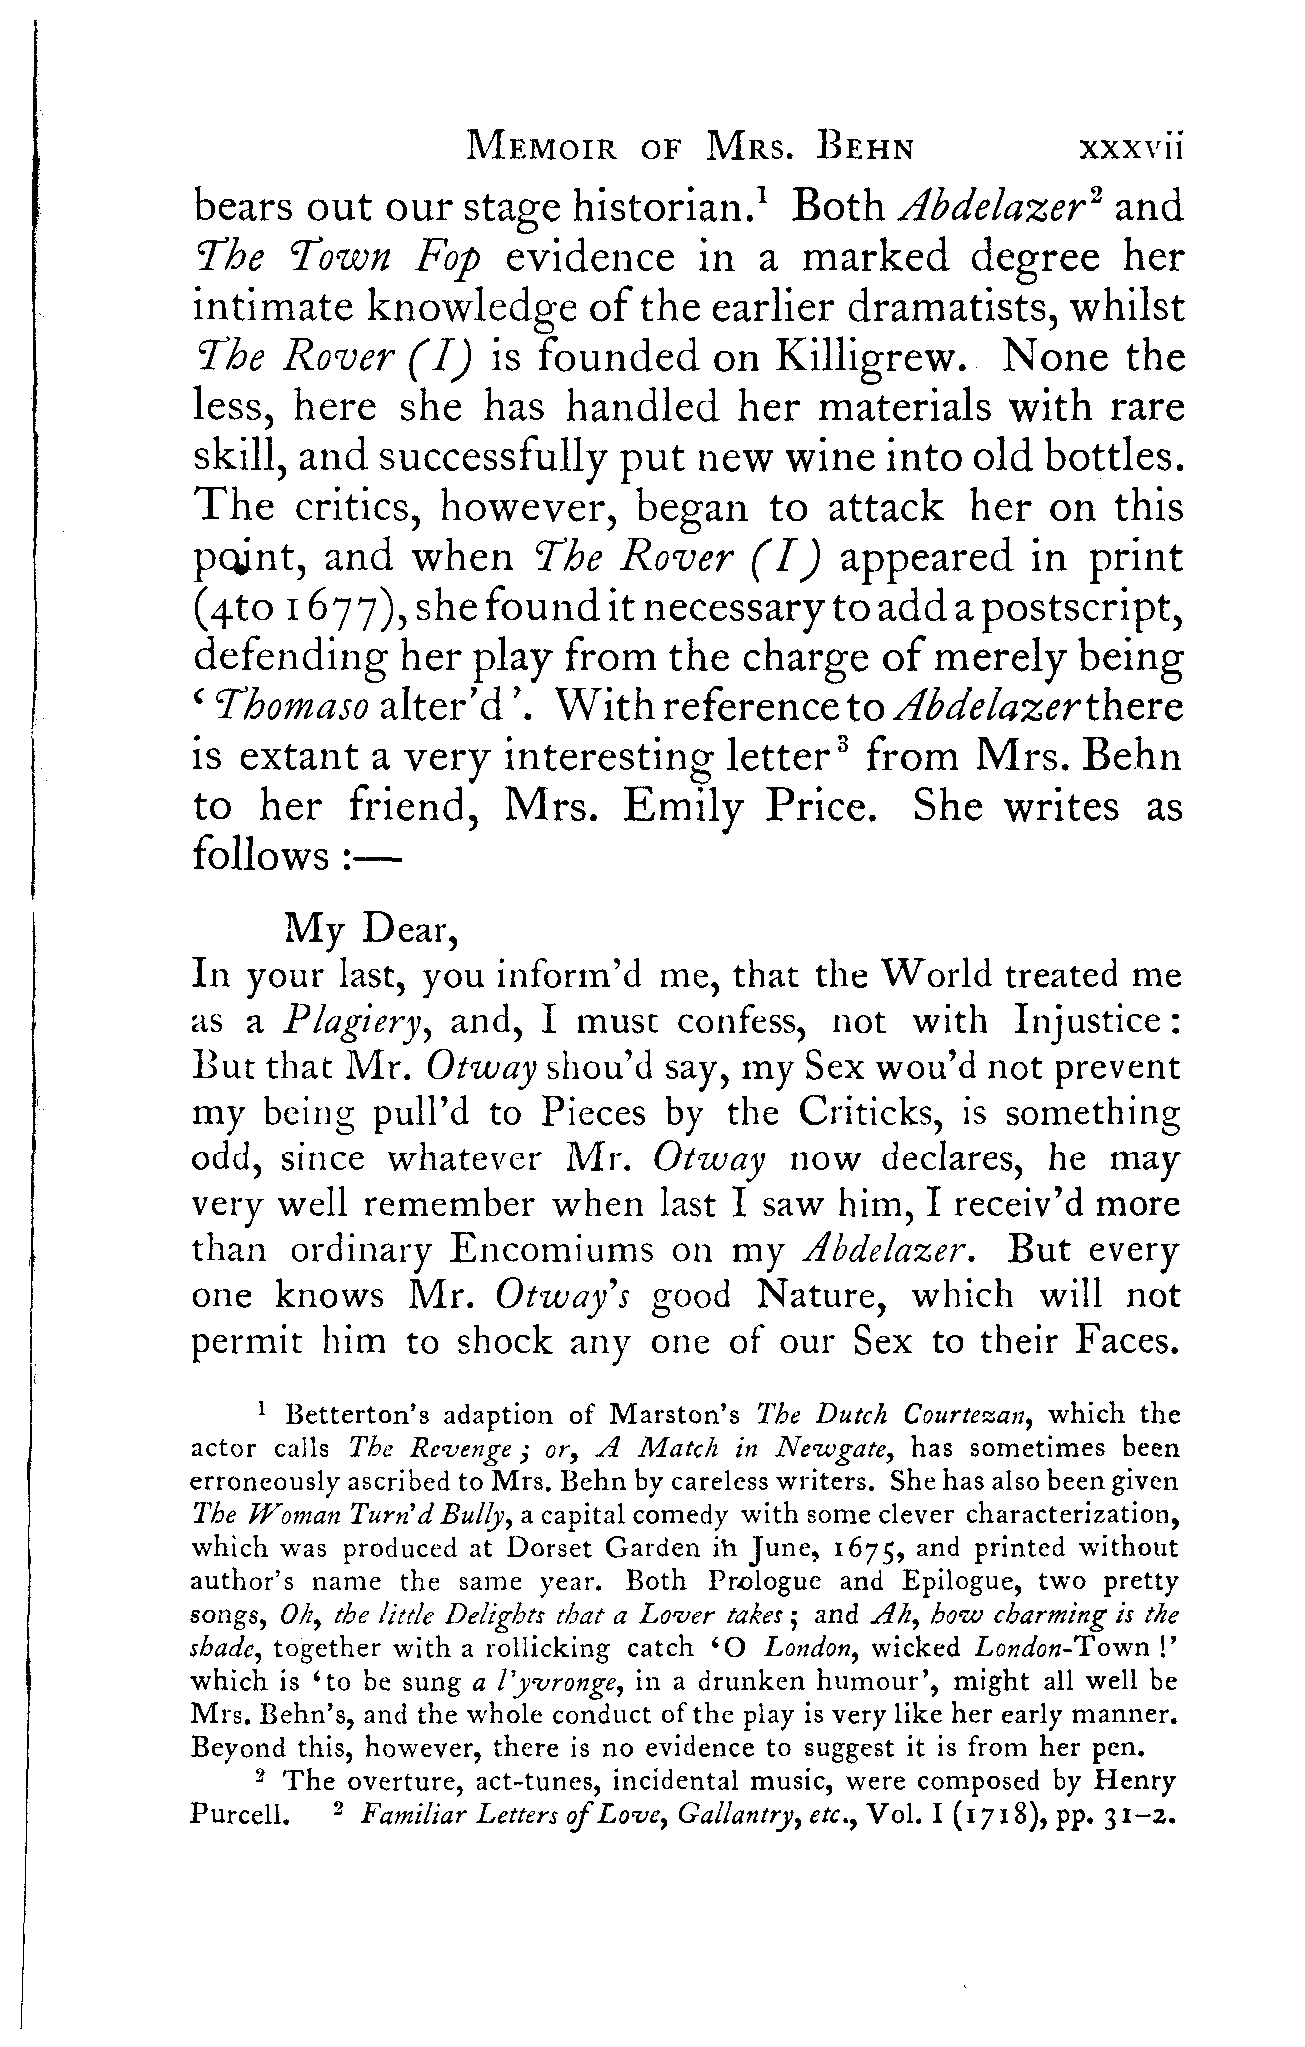 MEMOIR OF MRS. BEHN xxxvii
bears out our stage historian.¹ Both Abdelazer² and
The Town Fop evidence in a marked degree her
intimate knowledge of the earlier dramatists, whilst
The Rover (I) is founded on Killigrew. None the
less, here she has handled her materials with rare
skill, and successfully put new wine into old bottles.
The critics, however, began to attack her on this
point, and when The Rover (I) appeared in print
(4to 1677), she found it necessary to add a postscript,
defending her play from the charge of merely being
‘Thomaso alter’d’. With reference to Abdelazer there
is extant a very interesting letter³ from Mrs. Behn
to her friend, Mrs. Emily Price. She writes as
follows :—
My Dear,
In your last, you inform’d me, that the World treated me
as a Plagiery, and, I must confess, not with Injustice:
But that Mr. Otway shou’d say, my Sex wou’d not prevent
my being pull’d to Pieces by the Criticks, is something
odd, since whatever Mr. Otway now declares, he may
very well remember when last I saw him, I receiv’d more
than ordinary Encomiums on my Abdelazer. But every
one knows Mr. Otway’s good Nature, which will not
permit him to shock any one of our Sex to their Faces.
¹ Betterton’s adaption of Marston’s The Dutch Courtezan, which the
actor calls The Revenge; or, A Match in Newgate, has sometimes been
erroneously ascribed to Mrs. Behn by careless writers. She has also been given
The Woman Turn’d Bully, a capital comedy with some clever characterization,
which was produced at Dorset Garden in June, 1675, and printed without
author’s name the same year. Both Prologue and Epilogue, two pretty
songs, Oh, the little Delights that a Lover takes; and Ah, how charming is the
shade, together with a rollicking catch ‘O London, wicked London-Town!’
which is ‘to be sung a l’yvronge, in a drunken humour’, might all well be
Mrs. Behn’s, and the whole conduct of the play is very like her early manner.
Beyond this, however, there is no evidence to suggest it is from her pen.
² The overture, act-tunes, incidental music, were composed by Henry
Purcell. ² Familiar Letters of Love, Gallantry, etc., Vol. I (1718), pp. 31–2.